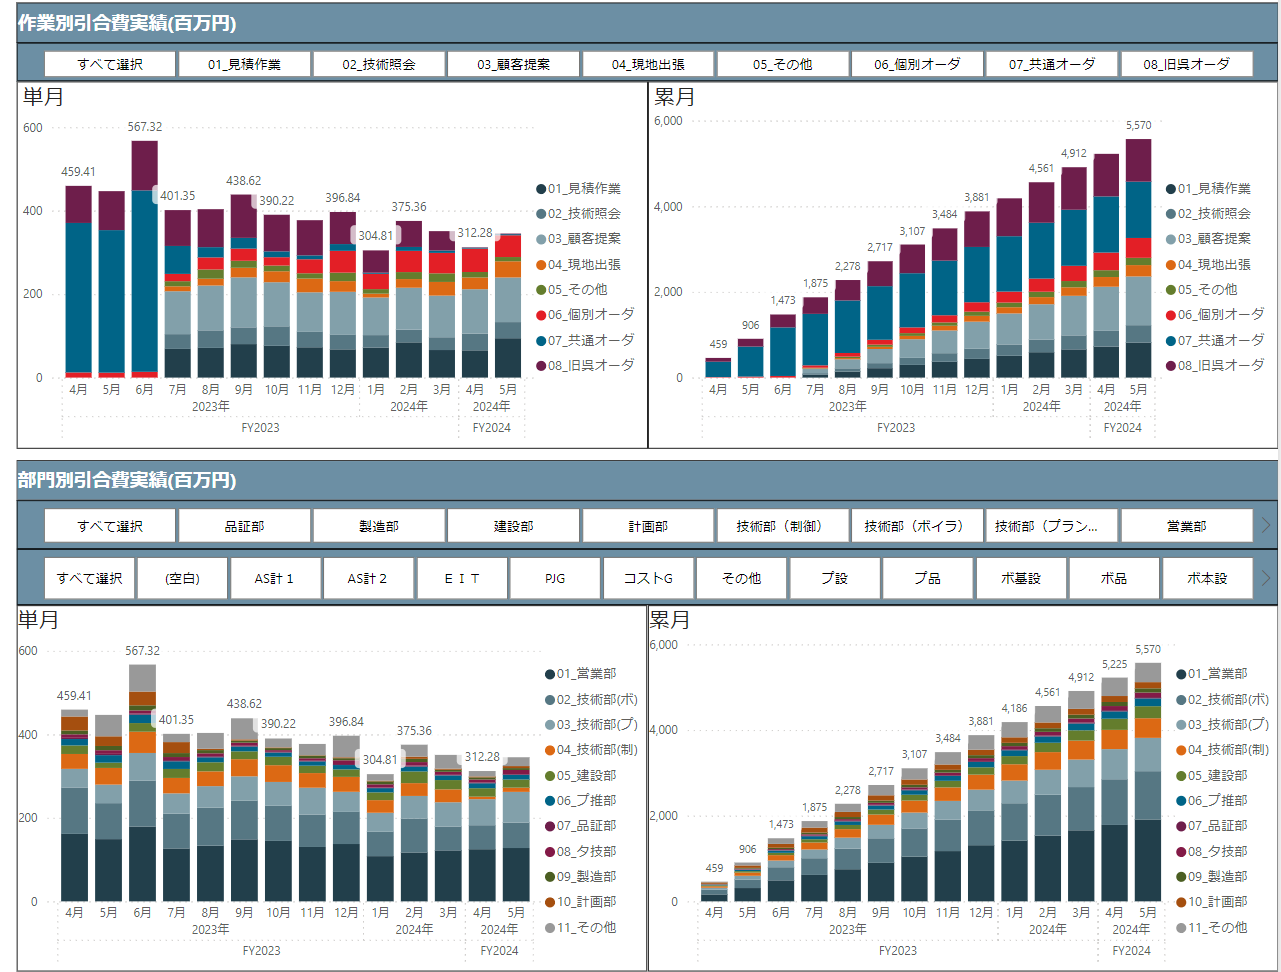 作業別引合費実績(百万円)
すべて選択 01_見積作業 02_技術照会 03_顧客提案 04_現地出張 05_その他 06_個別オーダ 07_共通オーダ 08_旧呉オーダ
単月
600
400
200
0
459.41 567.32 401.35 438.62 390.22 396.84 304.81 375.36 312.28
4月 5月 6月 7月 8月 9月 10月 11月 12月 1月 2月 3月 4月 5月
2023年 2024年 2024年
FY2023 FY2024
01_見積作業
02_技術照会
03_顧客提案
04_現地出張
05_その他
06_個別オーダ
07_共通オーダ
08_旧呉オーダ
累月
6,000
4,000
2,000
0
459 906 1,473 1,875 2,278 2,717 3,107 3,484 3,881 4,561 4,912 5,570
4月 5月 6月 7月 8月 9月 10月 11月 12月 1月 2月 3月 4月 5月
2023年 2024年 2024年
FY2023 FY2024
01_見積作業
02_技術照会
03_顧客提案
04_現地出張
05_その他
06_個別オーダ
07_共通オーダ
08_旧呉オーダ
部門別引合費実績(百万円)
すべて選択 品証部 製造部 建設部 計画部 技術部（制御） 技術部（ボイラ） 技術部（プラン... 営業部
すべて選択 (空白) AS計１ AS計２ ＥＩＴ PJG コストG その他 プ設 プ品 ボ基設 ボ品 ボ本設
単月
600
400
200
0
459.41 567.32 401.35 438.62 390.22 396.84 304.81 375.36 312.28
4月 5月 6月 7月 8月 9月 10月 11月 12月 1月 2月 3月 4月 5月
2023年 2024年 2024年
FY2023 FY2024
01_営業部
02_技術部(ボ)
03_技術部(プ)
04_技術部(制)
05_建設部
06_プ推部
07_品証部
08_タ技部
09_製造部
10_計画部
11_その他
累月
6,000
4,000
2,000
0
459 906 1,473 1,875 2,278 2,717 3,107 3,484 3,881 4,186 4,561 4,912 5,225 5,570
4月 5月 6月 7月 8月 9月 10月 11月 12月 1月 2月 3月 4月 5月
2023年 2024年 2024年
FY2023 FY2024
01_営業部
02_技術部(ボ)
03_技術部(プ)
04_技術部(制)
05_建設部
06_プ推部
07_品証部
08_タ技部
09_製造部
10_計画部
11_その他